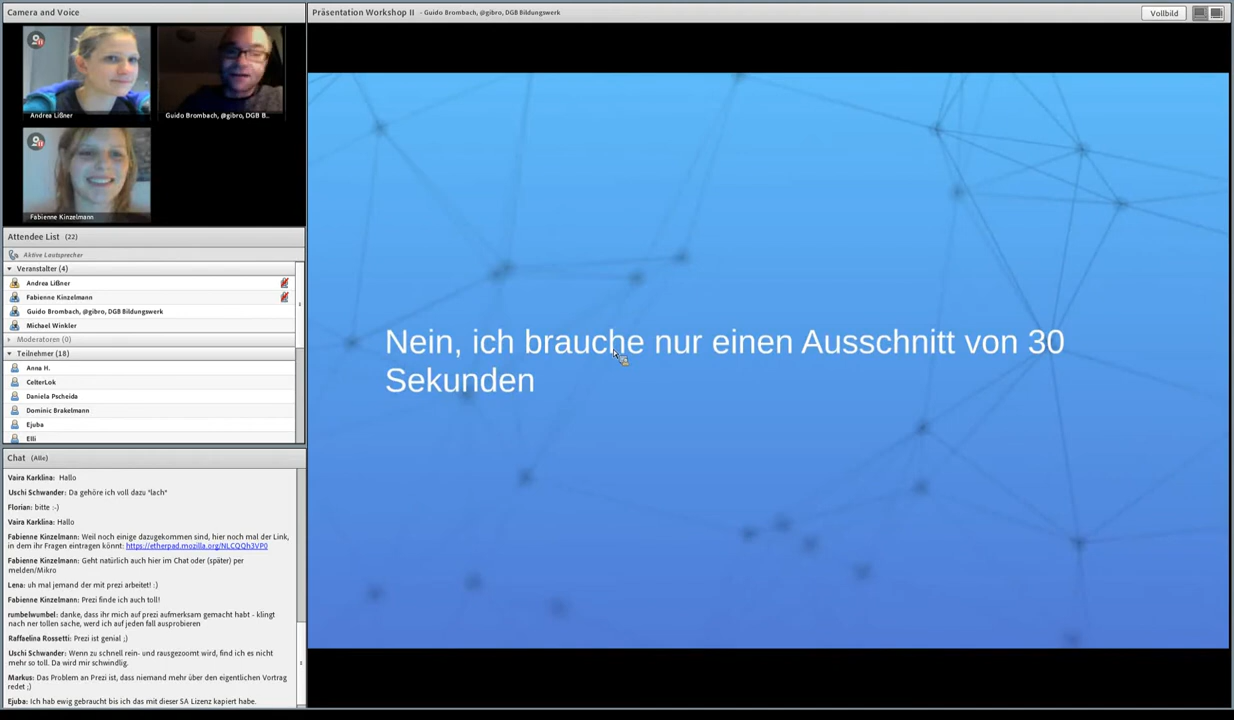 Camera and Voice
Andrea Lißner
Guido Brombach, @gibro, DGB B..
Fabienne Kinzelmann
Attendee List (22)
Aktive Lautsprecher
Veranstalter (4)
Andrea Lißner
Fabienne Kinzelmann
Guido Brombach, @gibro, DGB Bildungswerk
Michael Winkler
Moderatoren (0)
Teilnehmer (18)
Anna H.
CelterLok
Daniela Pscheida
Dominic Brakelmann
Ejuba
Elli
Chat (Alle)
Vaira Karklina: Hallo
Uschi Schwander: Da gehöre ich voll dazu *lach*
Florian: bitte :-)
Vaira Karklina: Hallo
Fabienne Kinzelmann: Weil noch einige dazugekommen sind, hier noch mal der Link,
in dem ihr Fragen eintragen könnt: https://etherpad.mozilla.org/NLCQQh3VP0
Fabienne Kinzelmann: Geht natürlich auch hier im Chat oder (später) per
melden/Mikro
Lena: uh mal jemand der mit prezi arbeitet! :)
Fabienne Kinzelmann: Prezi finde ich auch toll!
rumbelwumbel: danke, dass ihr mich auf prezi aufmerksam gemacht habt - klingt
nach ner tollen sache, werd ich auf jeden fall ausprobieren
Raffaelina Rossetti: Prezi ist genial ;)
Uschi Schwander: Wenn zu schnell rein- und rausgezoomt wird, find ich es nicht
mehr so toll. Da wird mir schwindlig.
Markus: Das Problem an Prezi ist, dass niemand mehr über den eigentlichen Vortrag
redet ;)
Ejuba: Ich hab ewig gebraucht bis ich das mit dieser SA Lizenz kapiert habe.
Präsentation Workshop II - Guido Brombach, @gibro, DGB Bildungswerk
Vollbild
Nein, ich brauche nur einen Ausschnitt von 30
Sekunden